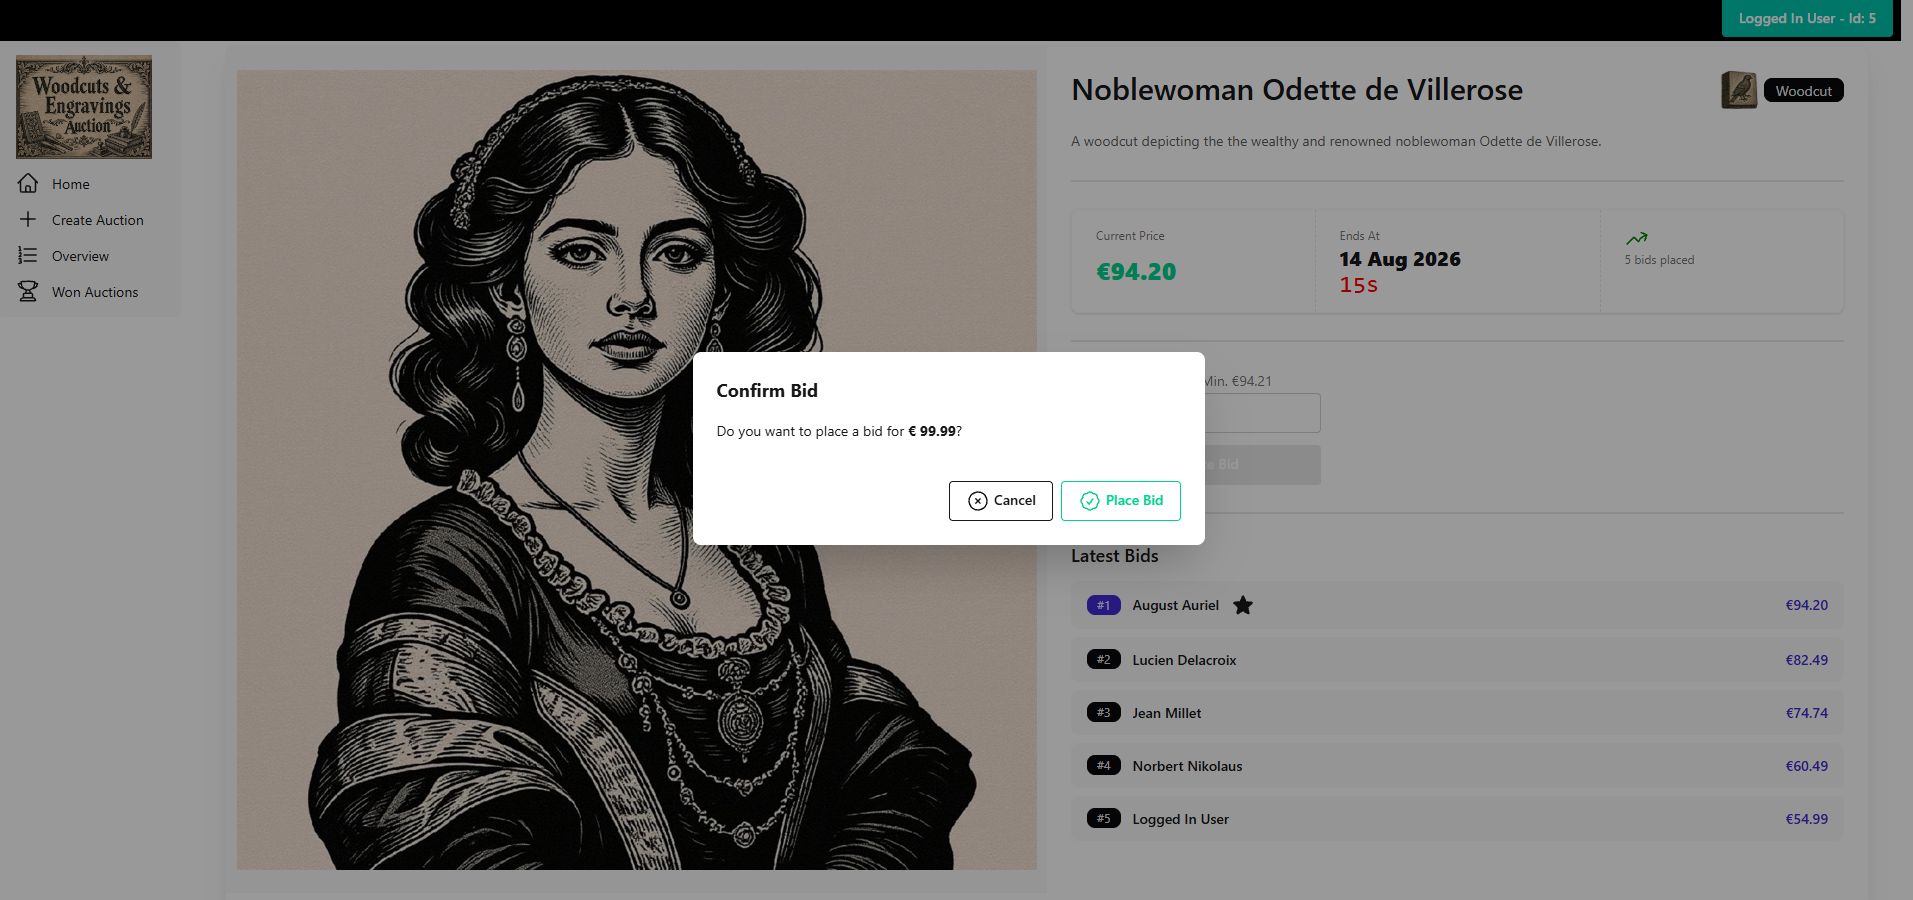 Logged In User - Id: 5
Woodcuts &
Engravings
Auction
Home
Create Auction
Overview
Won Auctions
Noblewoman Odette de Villerose
Woodcut
A woodcut depicting the the wealthy and renowned noblewoman Odette de Villerose.
Current Price
€94.20
Ends At
14 Aug 2026
15s
5 bids placed
Min. €94.21
Bid
Confirm Bid
Do you want to place a bid for € 99.99?
Cancel
Place Bid
Latest Bids
#1 August Auriel €94.20
#2 Lucien Delacroix €82.49
#3 Jean Millet €74.74
#4 Norbert Nikolaus €60.49
#5 Logged In User €54.99